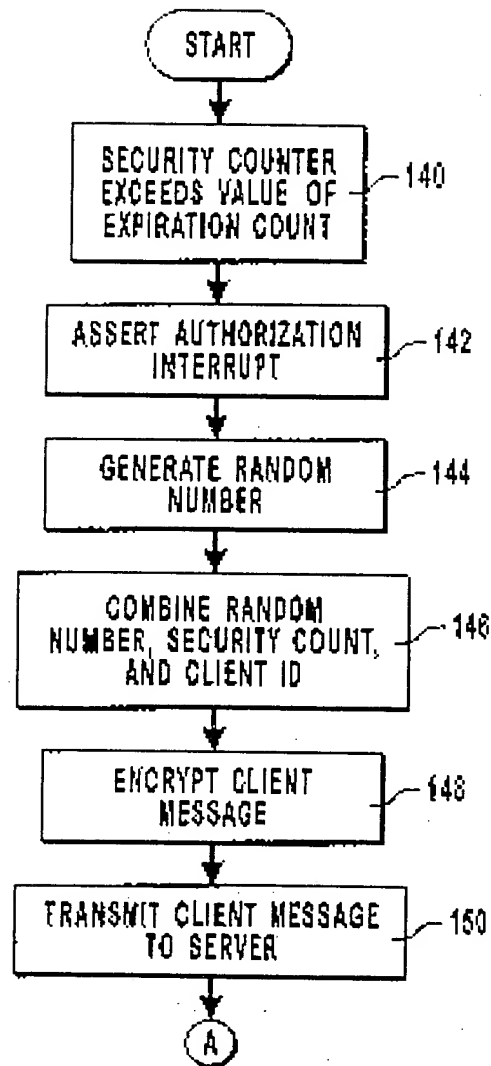 START
SECURITY COUNTER
EXCEEDS VALUE OF
EXPIRATION COUNT
140
ASSERT AUTHORIZATION
INTERRUPT
142
GENERATE RANDOM
NUMBER
144
COMBINE RANDOM
NUMBER, SECURITY COUNT,
AND CLIENT ID
146
ENCRYPT CLIENT
MESSAGE
148
TRANSMIT CLIENT MESSAGE
TO SERVER
150
A